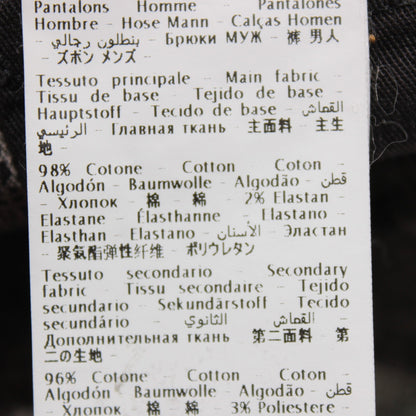 Pantalons Homme - Pantalones
Hombre - Hose Mann - Calças Homen
- بنطلون رجالي - Брюки МУЖ - 裤 男人
- ズボン メンズ -
Tessuto principale - Main fabric -
Tissu de base - Tejido de base -
Hauptstoff - Tecido de base - القماش
الرئيسي - Главная ткань - 主面料 - 主生
地 -
98% Cotone - Cotton - Coton -
Algodón - Baumwolle - Algodão - قطن
- Хлопок - 棉 - 綿 - 2% Elastan -
Elastane - Élasthanne - Elastano -
Elasthan - Elastano - الأستان - Эластан
- 聚氨酯弹性纤维 - ポリウレタン
Tessuto secondario - Secondary
fabric - Tissu secondaire - Tejido
secundario - Sekundärstoff - Tecido
secundário - القماش الثانوي -
Дополнительная ткань - 第二面料 - 第
二の生地 -
96% Cotone - Cotton - Coton -
Algodón - Baumwolle - Algodão - قطن
- Хлопок - 棉 - 綿 - 3% Poliestere